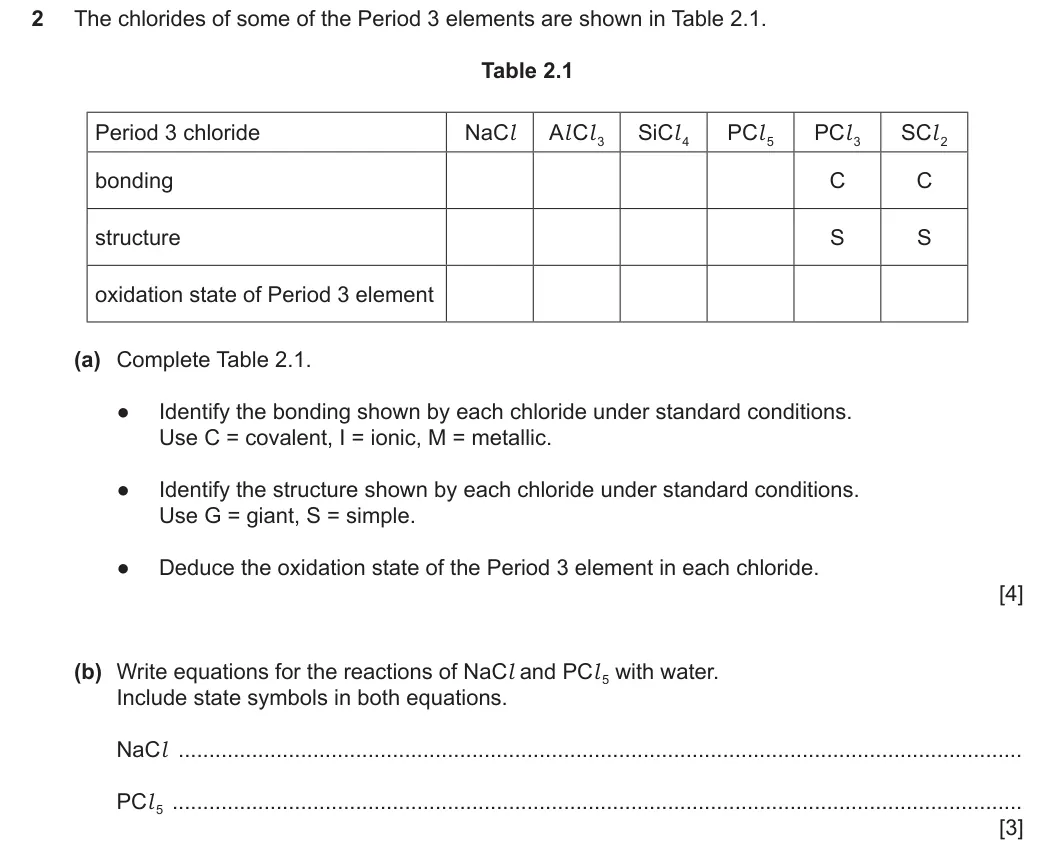 2 The chlorides of some of the Period 3 elements are shown in Table 2.1.
Table 2.1
Period 3 chloride NaCl AlCl₃ SiCl₄ PCl₅ PCl₃ SCl₂
bonding C C
structure S S
oxidation state of Period 3 element
(a) Complete Table 2.1.
● Identify the bonding shown by each chloride under standard conditions.
Use C = covalent, I = ionic, M = metallic.
● Identify the structure shown by each chloride under standard conditions.
Use G = giant, S = simple.
● Deduce the oxidation state of the Period 3 element in each chloride.
[4]
(b) Write equations for the reactions of NaCl and PCl₅ with water.
Include state symbols in both equations.
NaCl ..........................................................................................................................................
PCl₅ ..........................................................................................................................................
[3]